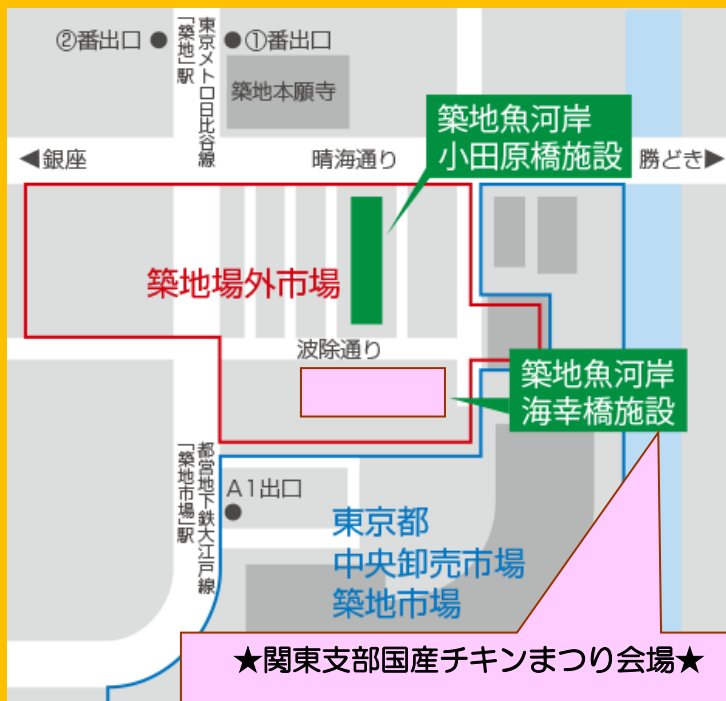 ②番出口
東京メトロ日比谷線
「築地」駅
①番出口
築地本願寺
築地魚河岸
小田原橋施設
◀銀座
晴海通り
勝どき▶
築地場外市場
波除通り
築地魚河岸
海幸橋施設
都営地下鉄大江戸線
「築地市場」駅
A1出口
東京都
中央卸売市場
築地市場
★関東支部国産チキンまつり会場★